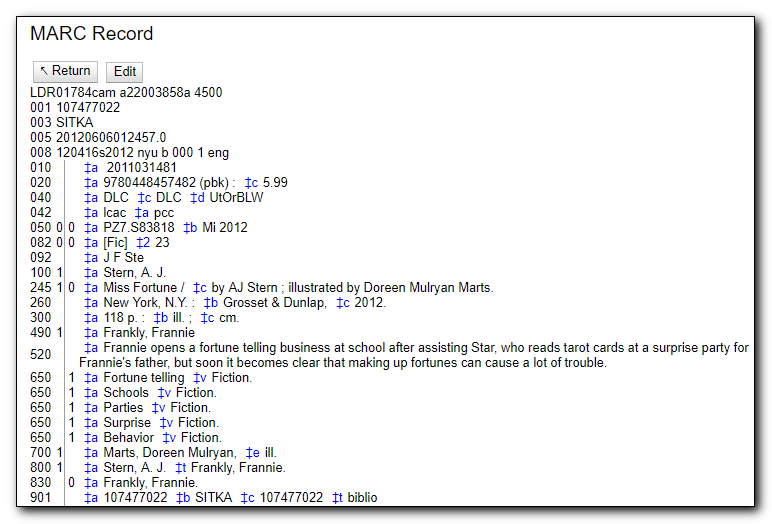 MARC Record
↖ Return Edit
LDR01784cam a22003858a 4500
001 107477022
003 SITKA
005 20120606012457.0
008 120416s2012 nyu b 000 1 eng
010 ‡a 2011031481
020 ‡a 9780448457482 (pbk) : ‡c 5.99
040 ‡a DLC ‡c DLC ‡d UtOrBLW
042 ‡a lcac ‡a pcc
050 0 0 ‡a PZ7.S83818 ‡b Mi 2012
082 0 0 ‡a [Fic] ‡2 23
092 ‡a J F Ste
100 1 ‡a Stern, A. J.
245 1 0 ‡a Miss Fortune / ‡c by AJ Stern ; illustrated by Doreen Mulryan Marts.
260 ‡a New York, N.Y. : ‡b Grosset & Dunlap, ‡c 2012.
300 ‡a 118 p. : ‡b ill. ; ‡c cm.
490 1 ‡a Frankly, Frannie
520 ‡a Frannie opens a fortune telling business at school after assisting Star, who reads tarot cards at a surprise party for
Frannie's father, but soon it becomes clear that making up fortunes can cause a lot of trouble.
650 1 ‡a Fortune telling ‡v Fiction.
650 1 ‡a Schools ‡v Fiction.
650 1 ‡a Parties ‡v Fiction.
650 1 ‡a Surprise ‡v Fiction.
650 1 ‡a Behavior ‡v Fiction.
700 1 ‡a Marts, Doreen Mulryan, ‡e ill.
800 1 ‡a Stern, A. J. ‡t Frankly, Frannie.
830 0 ‡a Frankly, Frannie.
901 ‡a 107477022 ‡b SITKA ‡c 107477022 ‡t biblio